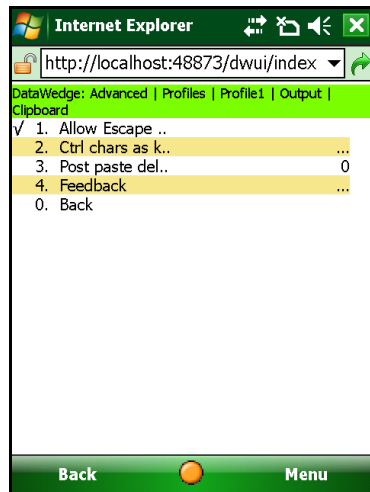 Internet Explorer
http://localhost:48873/dwui/index
DataWedge: Advanced | Profiles | Profile1 | Output |
Clipboard
√ 1. Allow Escape ..
2. Ctrl chars as k.. ...
3. Post paste del.. 0
4. Feedback ...
0. Back
Back Menu